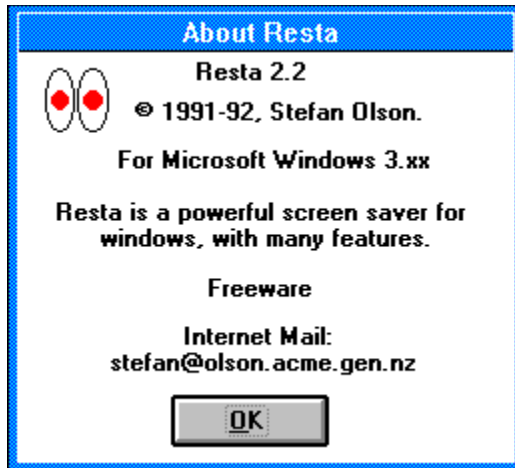 About Resta
Resta 2.2
© 1991-92, Stefan Olson.
For Microsoft Windows 3.xx
Resta is a powerful screen saver for
windows, with many features.
Freeware
Internet Mail:
stefan@olson.acme.gen.nz
OK